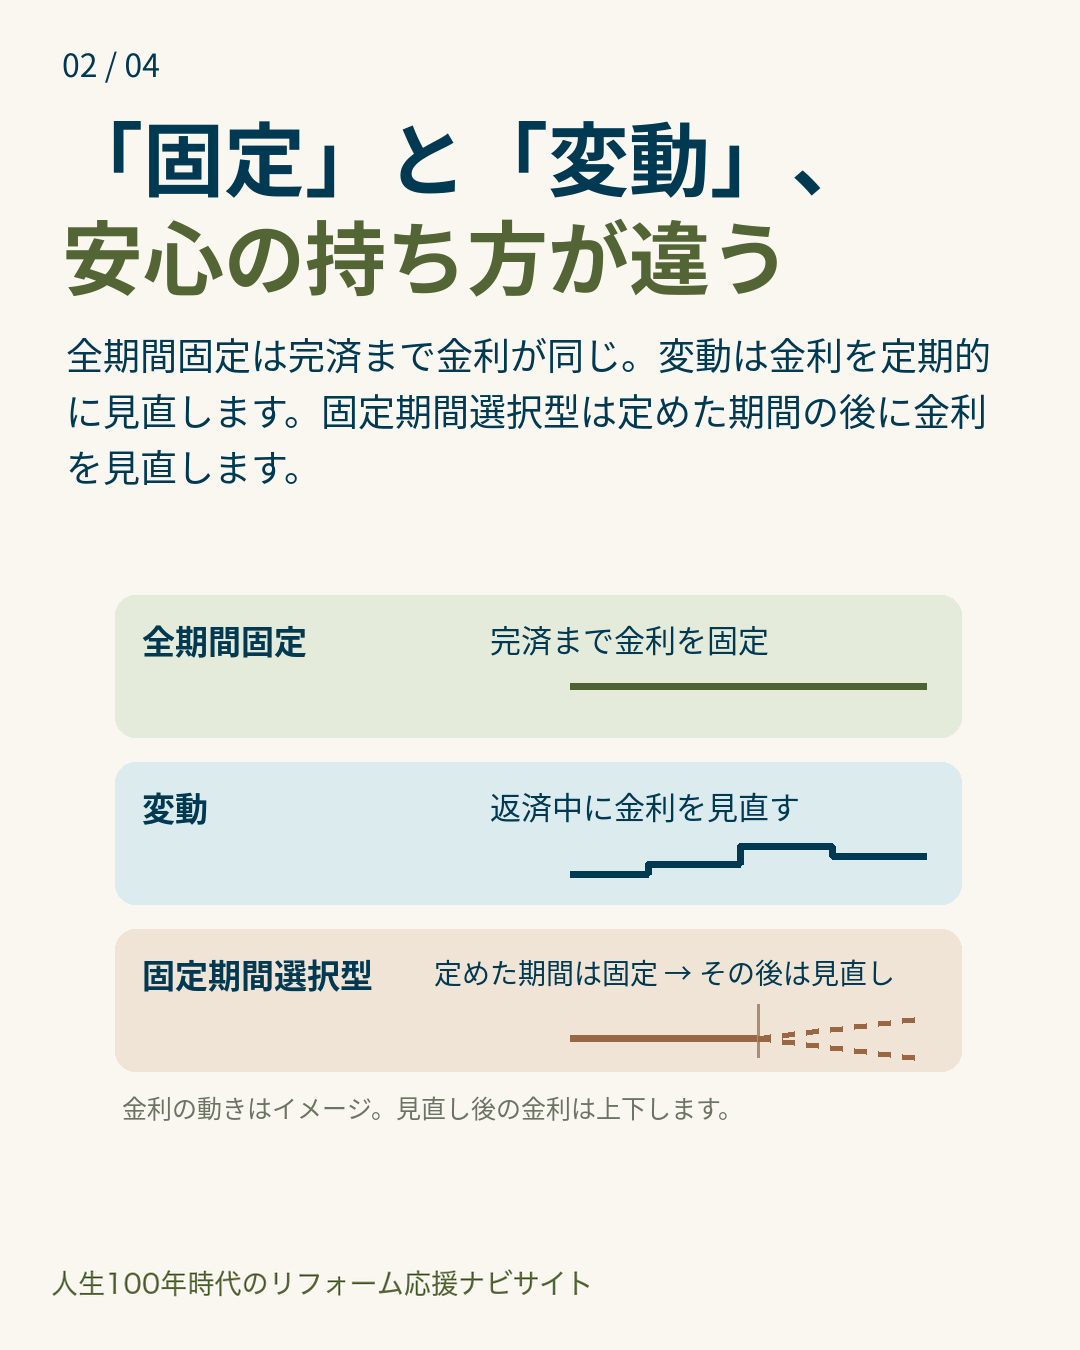 02 / 04
「固定」と「変動」、
安心の持ち方が違う
全期間固定は完済まで金利が同じ。変動は金利を定期的
に見直します。固定期間選択型は定めた期間の後に金利
を見直します。
全期間固定
完済まで金利を固定
変動
返済中に金利を見直す
固定期間選択型
定めた期間は固定 → その後は見直し
金利の動きはイメージ。見直し後の金利は上下します。
人生100年時代のリフォーム応援ナビサイト